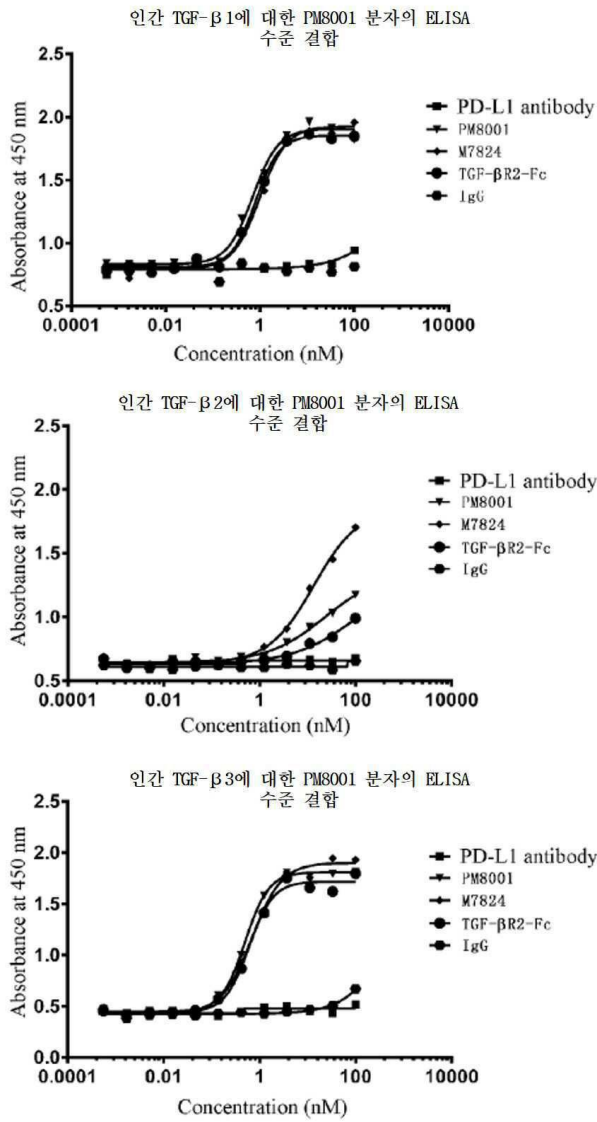 인간 TGF-β1에 대한 PM8001 분자의 ELISA
수준 결합
2.5
2.0
1.5
1.0
0.5
Absorbance at 450 nm
0.0001
0.01
1
100
10000
Concentration (nM)
PD-L1 antibody
PM8001
M7824
TGF-βR2-Fc
IgG
인간 TGF-β2에 대한 PM8001 분자의 ELISA
수준 결합
2.5
2.0
1.5
1.0
0.5
Absorbance at 450 nm
0.0001
0.01
1
100
10000
Concentration (nM)
PD-L1 antibody
PM8001
M7824
TGF-βR2-Fc
IgG
인간 TGF-β3에 대한 PM8001 분자의 ELISA
수준 결합
2.5
2.0
1.5
1.0
0.5
0.0
Absorbance at 450 nm
0.0001
0.01
1
100
10000
Concentration (nM)
PD-L1 antibody
PM8001
M7824
TGF-βR2-Fc
IgG